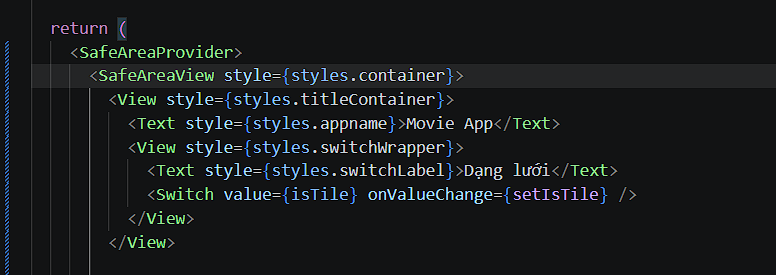 return (
<SafeAreaProvider>
<SafeAreaView style={styles.container}>
<View style={styles.titleContainer}>
<Text style={styles.appname}>Movie App</Text>
<View style={styles.switchWrapper}>
<Text style={styles.switchLabel}>Dạng lưới</Text>
<Switch value={isTile} onValueChange={setIsTile} />
</View>
</View>